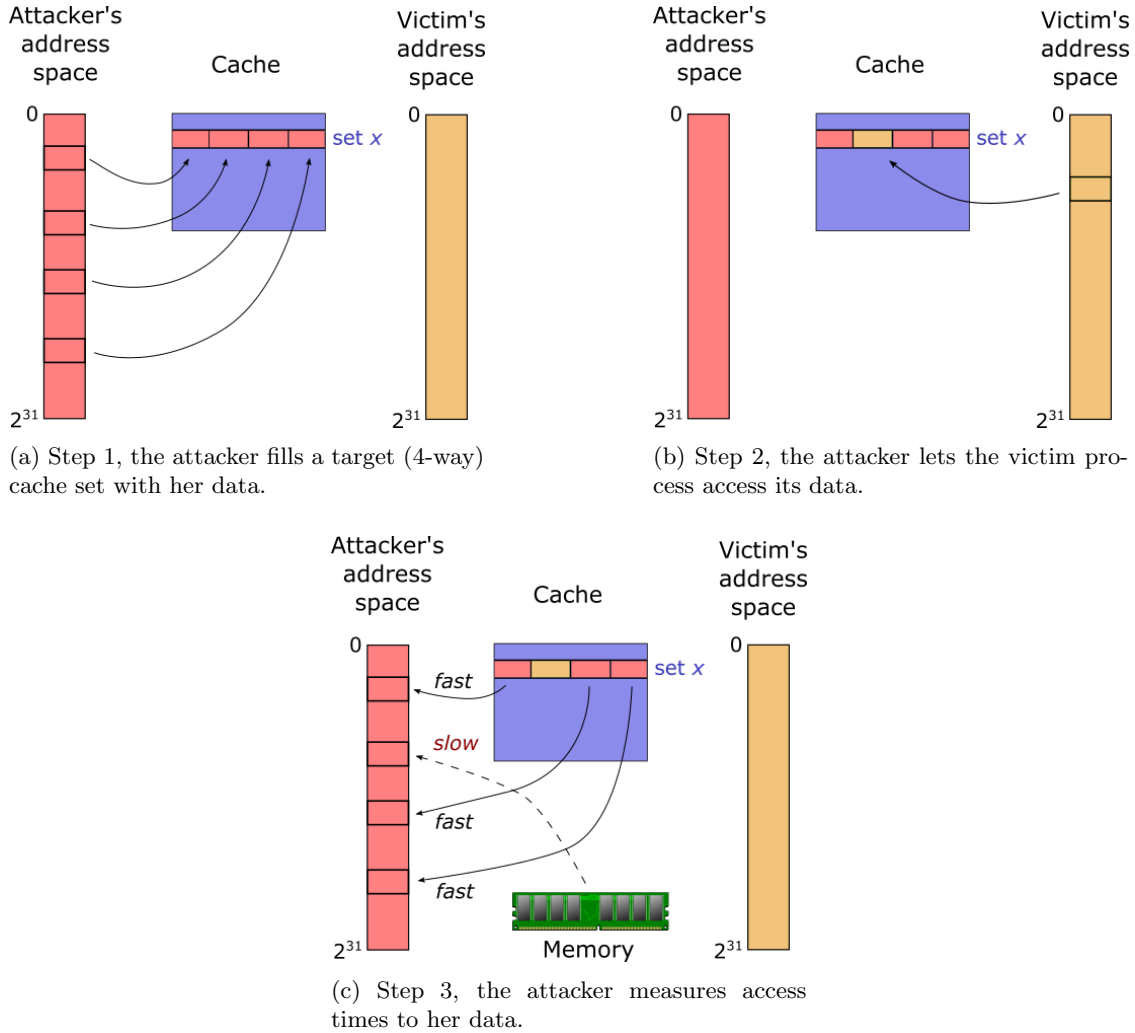 Attacker's
address
space
Cache
Victim's
address
space
0
0
set x
2^31
2^31
(a) Step 1, the attacker fills a target (4-way)
cache set with her data.
Attacker's
address
space
Cache
Victim's
address
space
0
0
set x
2^31
2^31
(b) Step 2, the attacker lets the victim pro-
cess access its data.
Attacker's
address
space
Cache
Victim's
address
space
0
0
set x
fast
slow
fast
fast
Memory
2^31
2^31
(c) Step 3, the attacker measures access
times to her data.